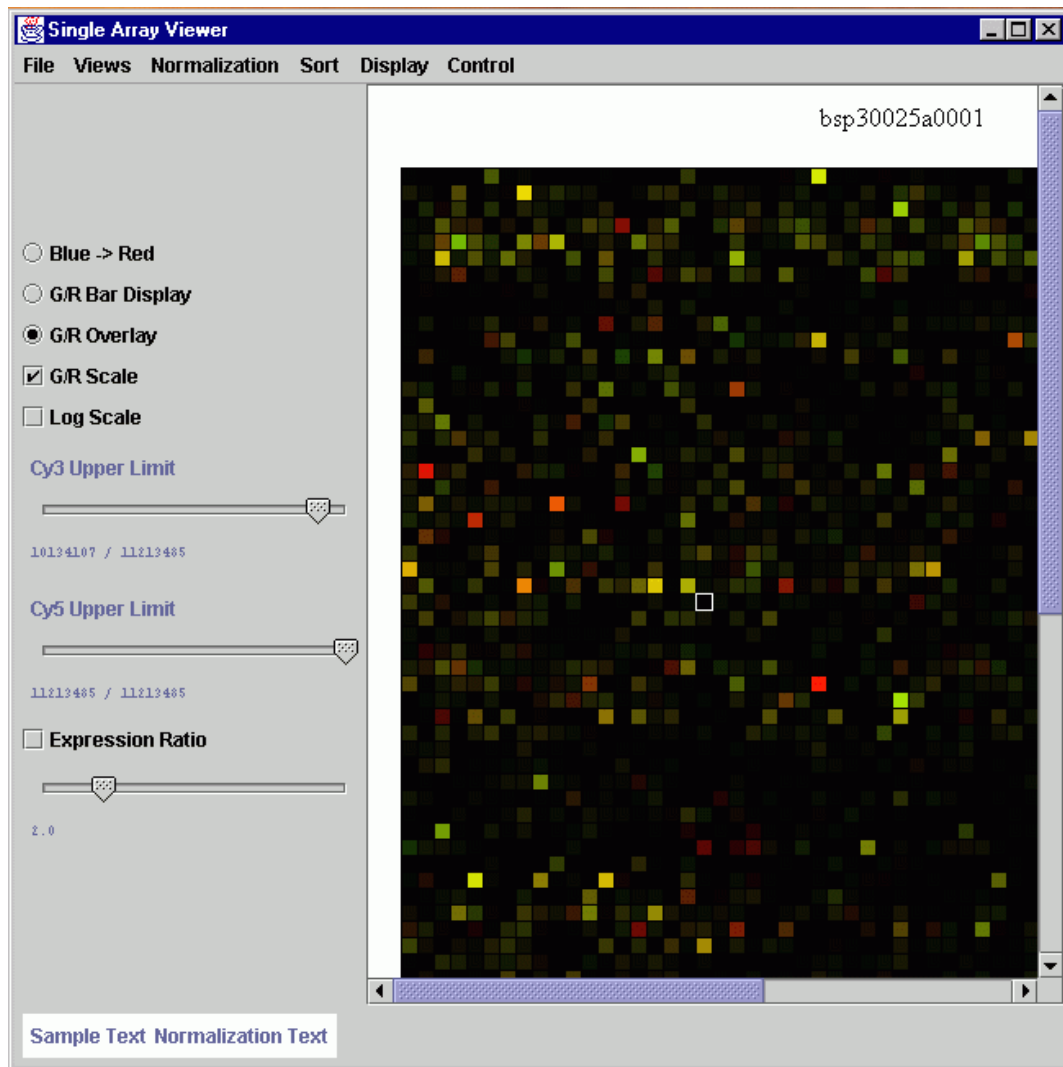 Single Array Viewer
File Views Normalization Sort Display Control
bsp30025a0001
Blue -> Red
G/R Bar Display
G/R Overlay
G/R Scale
Log Scale
Cy3 Upper Limit
10134107 / 11213485
Cy5 Upper Limit
11213485 / 11213485
Expression Ratio
2.0
Sample Text Normalization Text